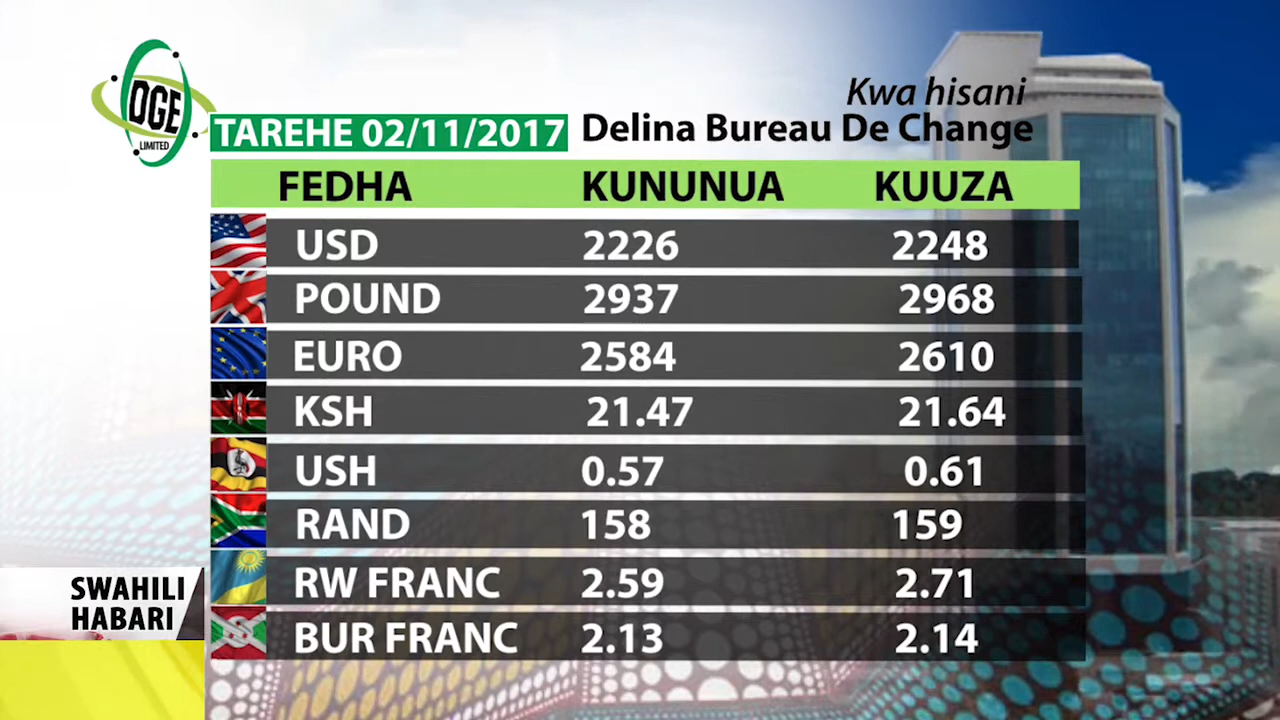 DGE
LIMITED
Kwa hisani
TAREHE 02/11/2017 Delina Bureau De Change
FEDHA KUNUNUA KUUZA
USD 2226 2248
POUND 2937 2968
EURO 2584 2610
KSH 21.47 21.64
USH 0.57 0.61
RAND 158 159
RW FRANC 2.59 2.71
BUR FRANC 2.13 2.14
SWAHILI
HABARI